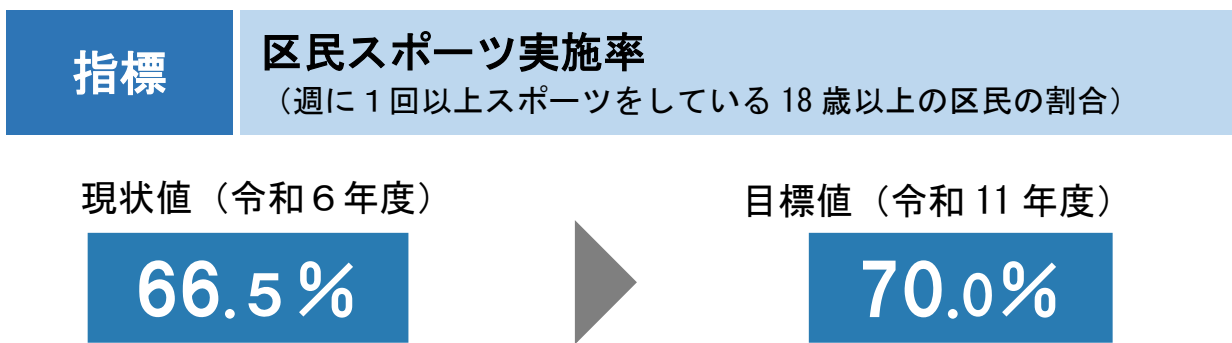 指標
区民スポーツ実施率
（週に１回以上スポーツをしている 18 歳以上の区民の割合）
現状値（令和６年度）
目標値（令和 11 年度）
66.５％
70.0％